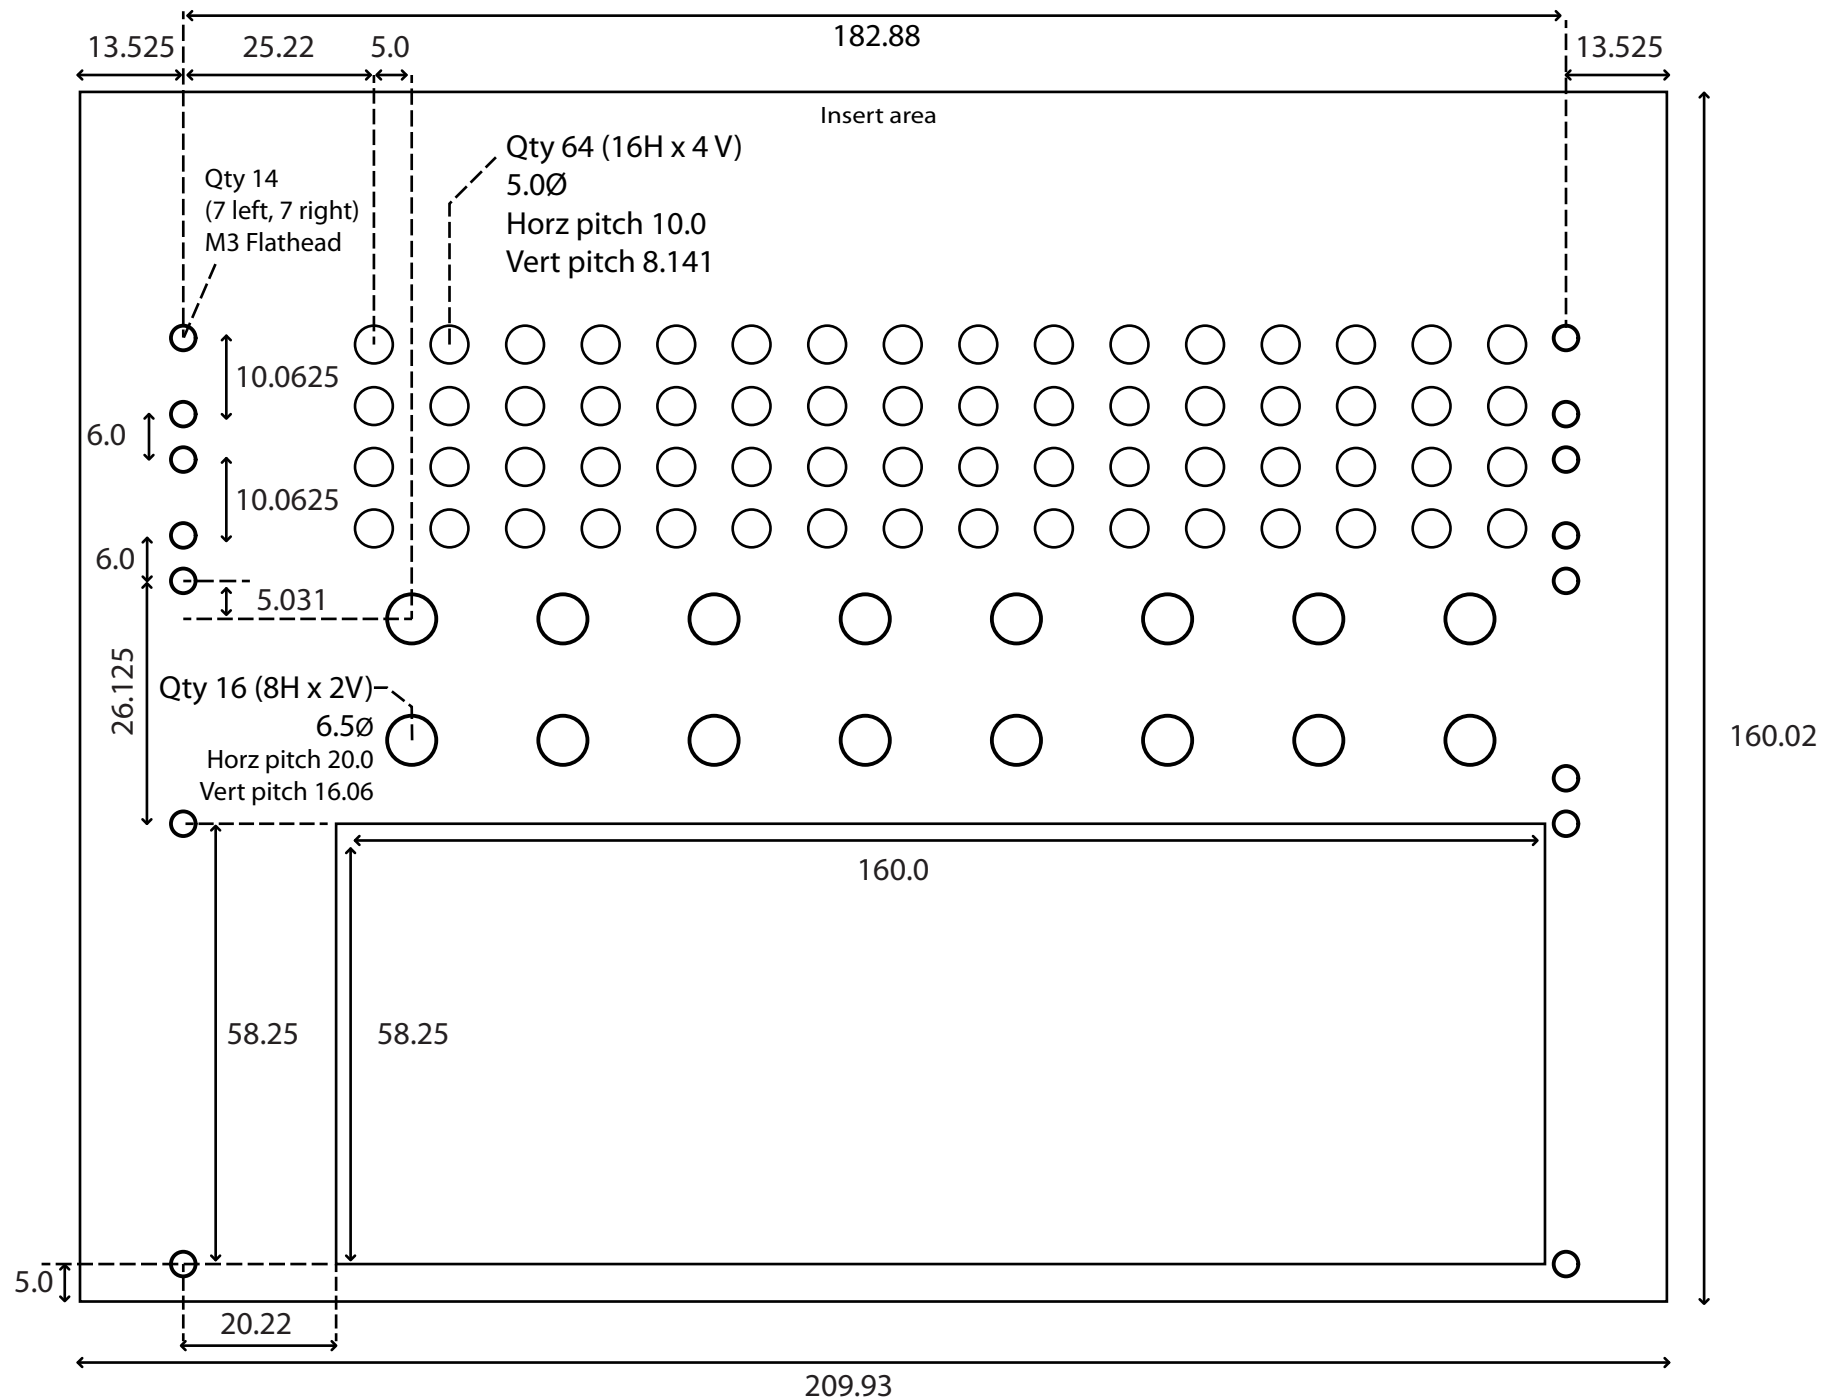 182.88
13.525
25.22
5.0
13.525
Insert area
Qty 64 (16H x 4 V)
5.0Ø
Horz pitch 10.0
Vert pitch 8.141
Qty 14
(7 left, 7 right)
M3 Flathead
10.0625
6.0
10.0625
6.0
5.031
26.125
Qty 16 (8H x 2V)
6.5Ø
Horz pitch 20.0
Vert pitch 16.06
160.02
160.0
58.25
58.25
5.0
20.22
209.93